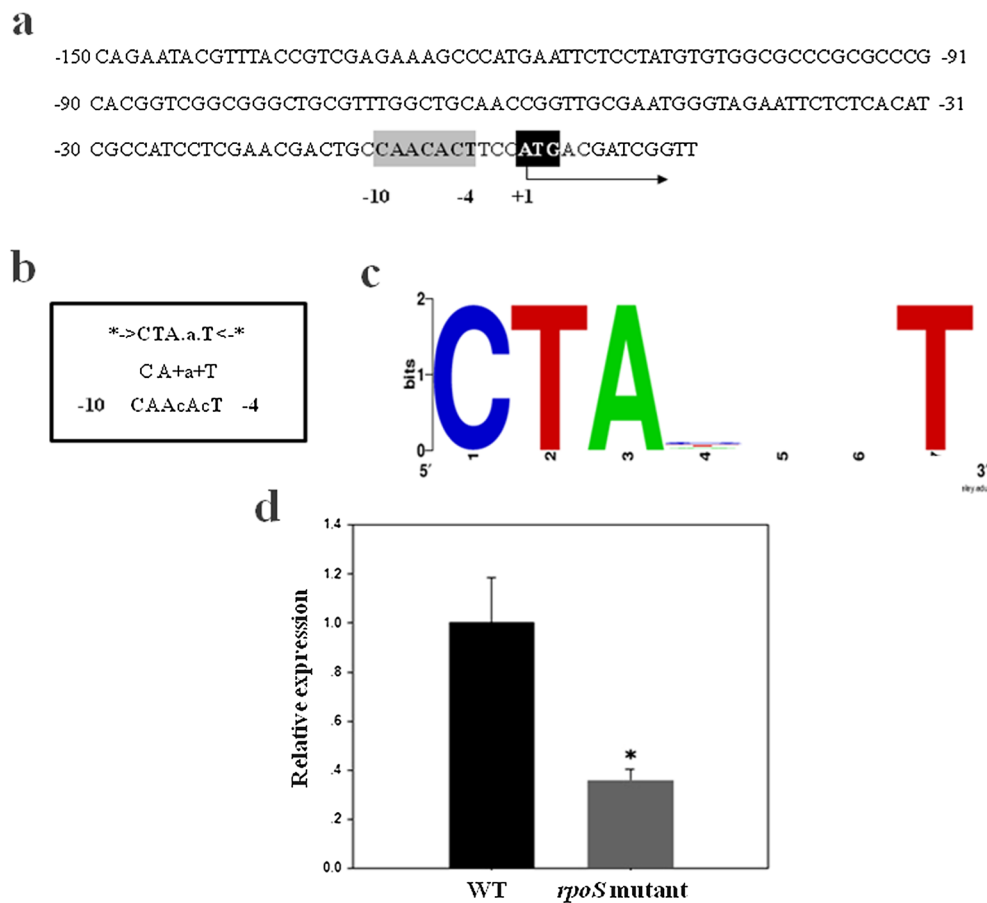 a
-150 CAGAATACGTTTACCGTCGAGAAAGCCCATGAATTCTCCTATGTGTGGCGCCCGCGCCCG -91
-90 CACGGTCGGCGGGCTGCGTTTGGCTGCAACCGGTTGCGAATGGGTAGAATTCTCTCACAT -31
-30 CGCCATCCTCGAACGACTGCCAACACTTCCATGACGATCGGTT
-10 -4 +1
b
*->CTA.a.T<-*
CA+a+T
-10 CAAcAcT -4
c
2
1
0
bits
CTA T
1 2 3 4 5 6
5' 3'
d
1.4
1.2
1.0
.8
.6
.4
.2
0.0
Relative expression
*
WT rpoS mutant